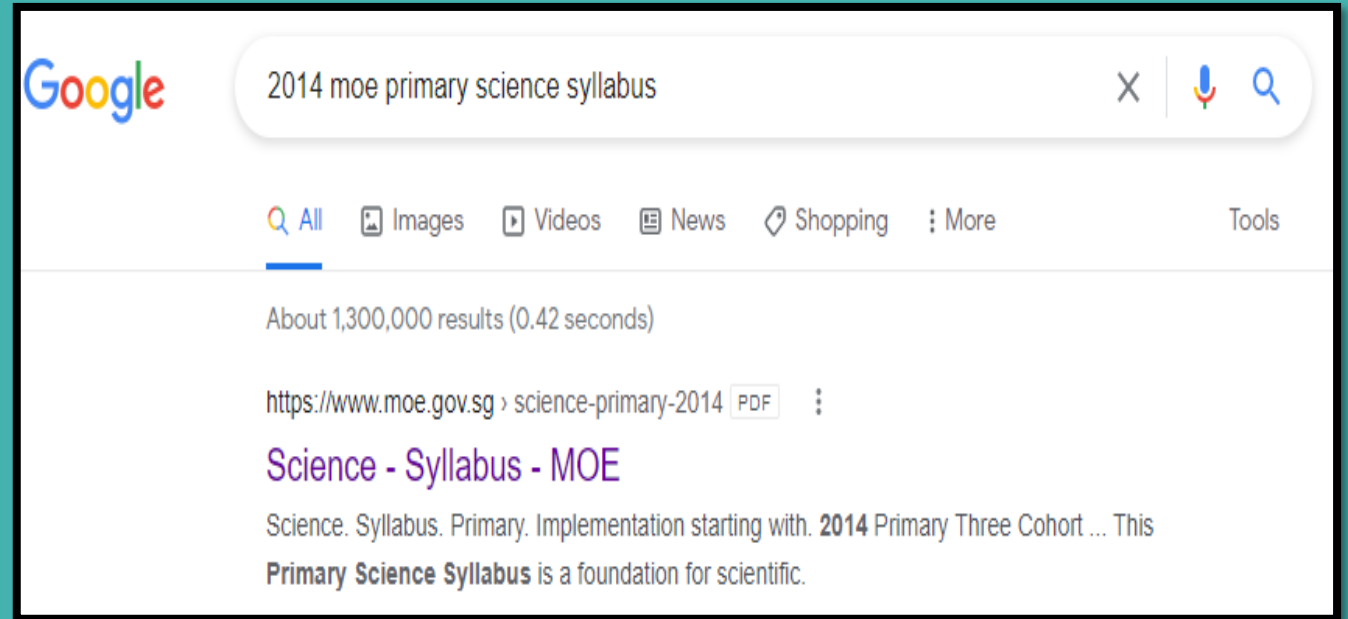 Google
2014 moe primary science syllabus
All Images Videos News Shopping More Tools
About 1,300,000 results (0.42 seconds)
https://www.moe.gov.sg › science-primary-2014 PDF
Science - Syllabus - MOE
Science. Syllabus. Primary. Implementation starting with. 2014 Primary Three Cohort ... This
Primary Science Syllabus is a foundation for scientific.